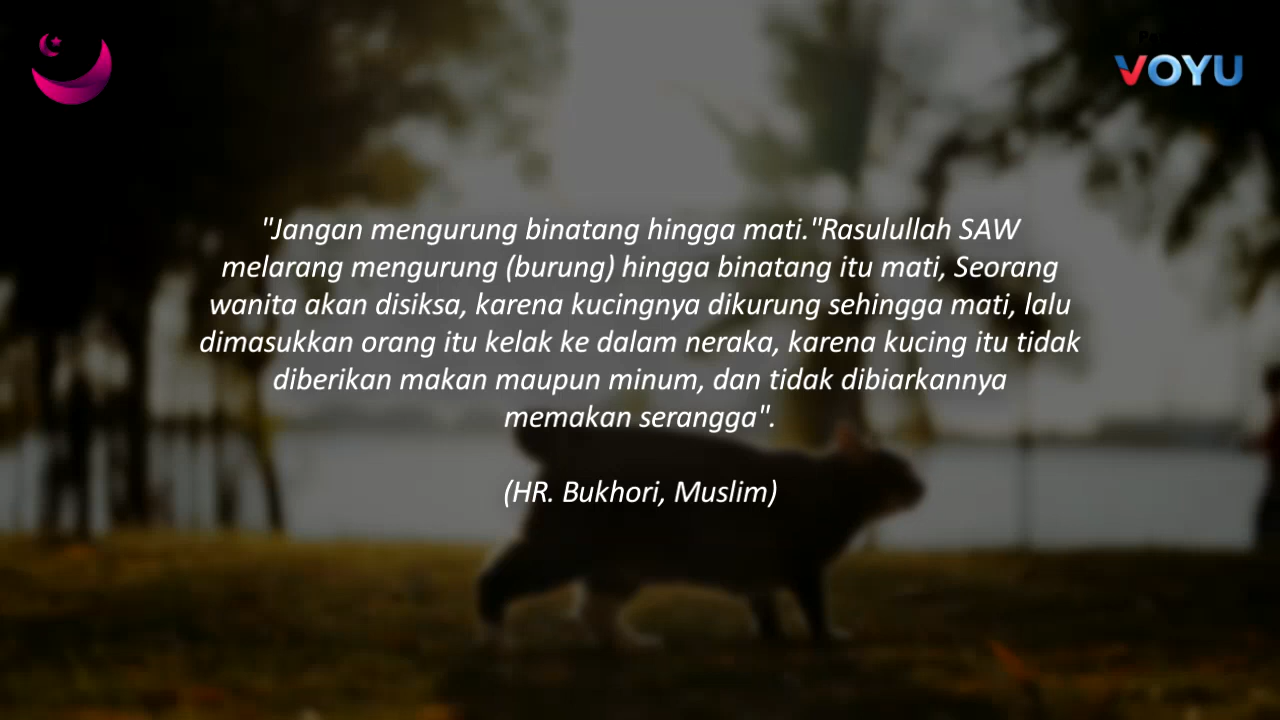 VOYU
"Jangan mengurung binatang hingga mati."Rasulullah SAW
melarang mengurung (burung) hingga binatang itu mati, Seorang
wanita akan disiksa, karena kucingnya dikurung sehingga mati, lalu
dimasukkan orang itu kelak ke dalam neraka, karena kucing itu tidak
diberikan makan maupun minum, dan tidak dibiarkannya
memakan serangga".
(HR. Bukhori, Muslim)